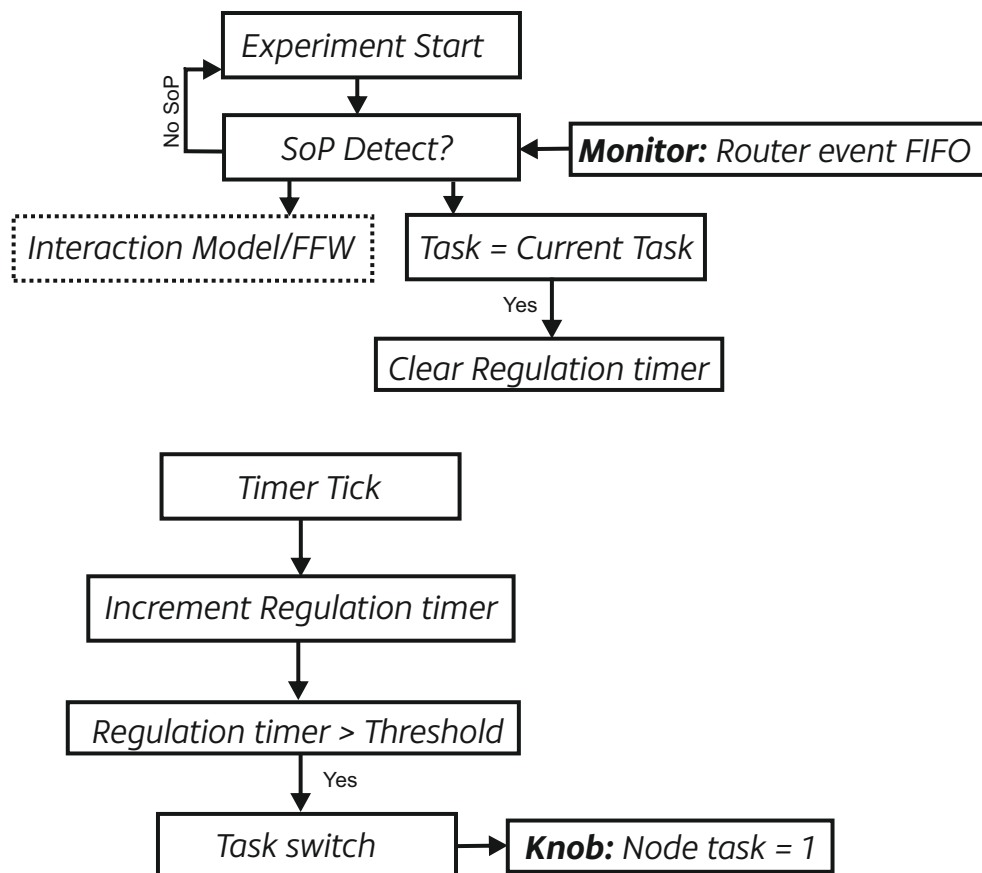 Experiment Start
No SoP
SoP Detect?
Monitor: Router event FIFO
Interaction Model/FFW
Task = Current Task
Yes
Clear Regulation timer
Timer Tick
Increment Regulation timer
Regulation timer > Threshold
Yes
Task switch
Knob: Node task = 1